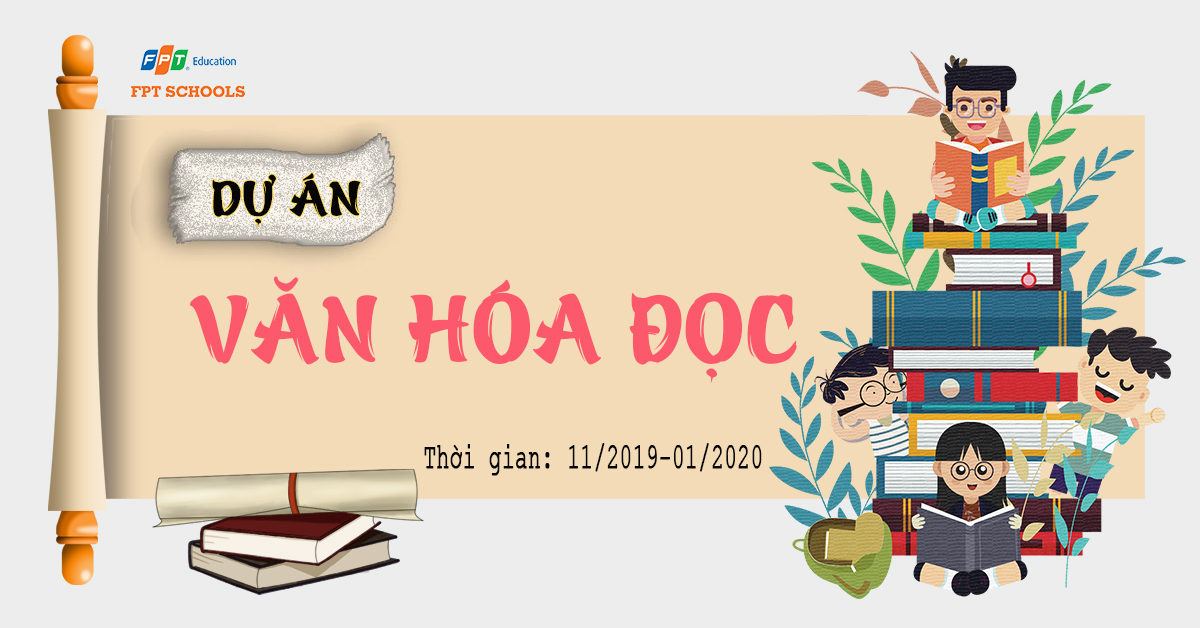 FPT Education
FPT SCHOOLS
DỰ ÁN
VĂN HÓA ĐỌC
Thời gian: 11/2019-01/2020